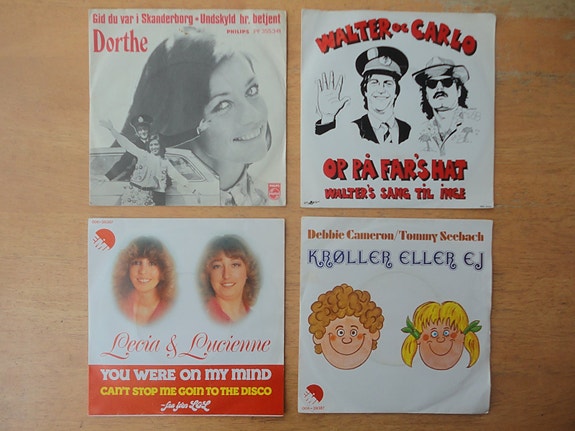 Gid du var i Skanderborg • Undskyld hr. betjent
Dorthe
PHILIPS
WALTER OG CARLO
OP PÅ FAR'S HAT
WALTER'S SANG TIL INGE
EMI
Lecia & Lucienne
YOU WERE ON MY MIND
CAN'T STOP ME GOIN TO THE DISCO
Debbie Cameron/Tommy Seebach
KRØLLER ELLER EJ
EMI